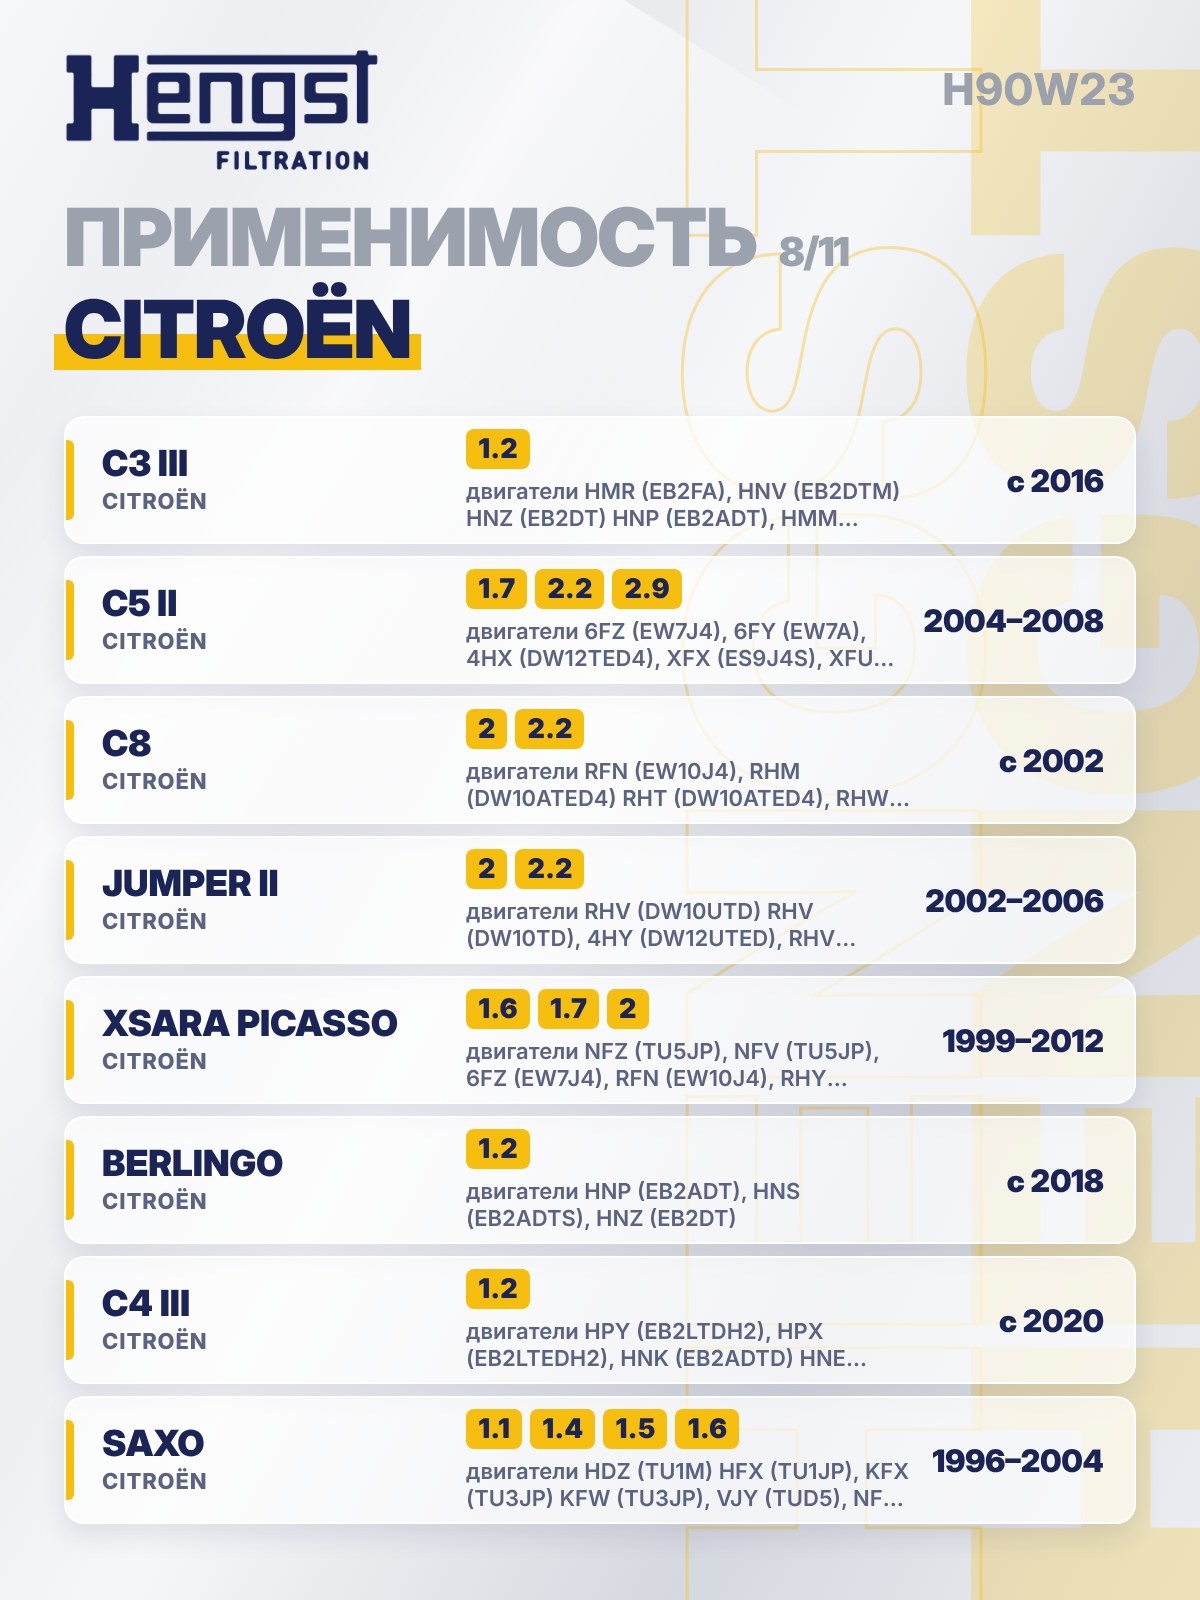 Hengst
FILTRATION
H90W23
ПРИМЕНИМОСТЬ 8/11
CITROËN
C3 III
CITROËN
1.2
двигатели HMR (EB2FA), HNV (EB2DTM)
HNZ (EB2DT) HNP (EB2ADT), HMM...
с 2016
C5 II
CITROËN
1.7 2.2 2.9
двигатели 6FZ (EW7J4), 6FY (EW7A),
4HX (DW12TED4), XFX (ES9J4S), XFU...
2004–2008
C8
CITROËN
2 2.2
двигатели RFN (EW10J4), RHM
(DW10ATED4) RHT (DW10ATED4), RHW...
с 2002
JUMPER II
CITROËN
2 2.2
двигатели RHV (DW10UTD) RHV
(DW10TD), 4HY (DW12UTED), RHV...
2002–2006
XSARA PICASSO
CITROËN
1.6 1.7 2
двигатели NFZ (TU5JP), NFV (TU5JP),
6FZ (EW7J4), RFN (EW10J4), RHY...
1999–2012
BERLINGO
CITROËN
1.2
двигатели HNP (EB2ADT), HNS
(EB2ADTS), HNZ (EB2DT)
с 2018
C4 III
CITROËN
1.2
двигатели HPY (EB2LTDH2), HPX
(EB2LTEDH2), HNK (EB2ADTD) HNE...
с 2020
SAXO
CITROËN
1.1 1.4 1.5 1.6
двигатели HDZ (TU1M) HFX (TU1JP), KFX
(TU3JP) KFW (TU3JP), VJY (TUD5), NF...
1996–2004
HENGST
HENGST